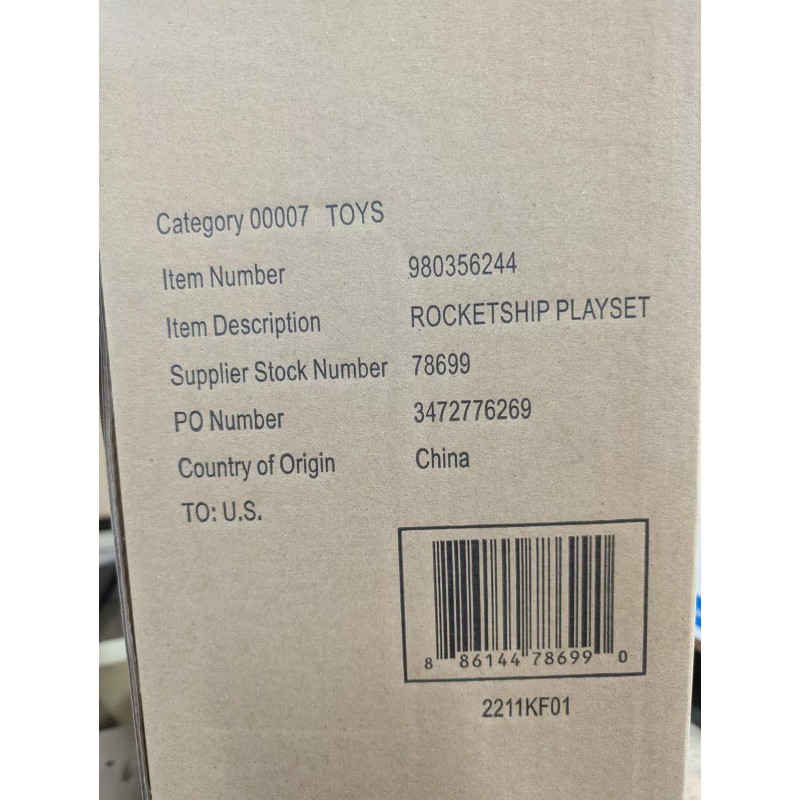 Category 00007 TOYS
Item Number 980356244
Item Description ROCKETSHIP PLAYSET
Supplier Stock Number 78699
PO Number 3472776269
Country of Origin China
TO: U.S.
8 86144 78699 0
2211KF01